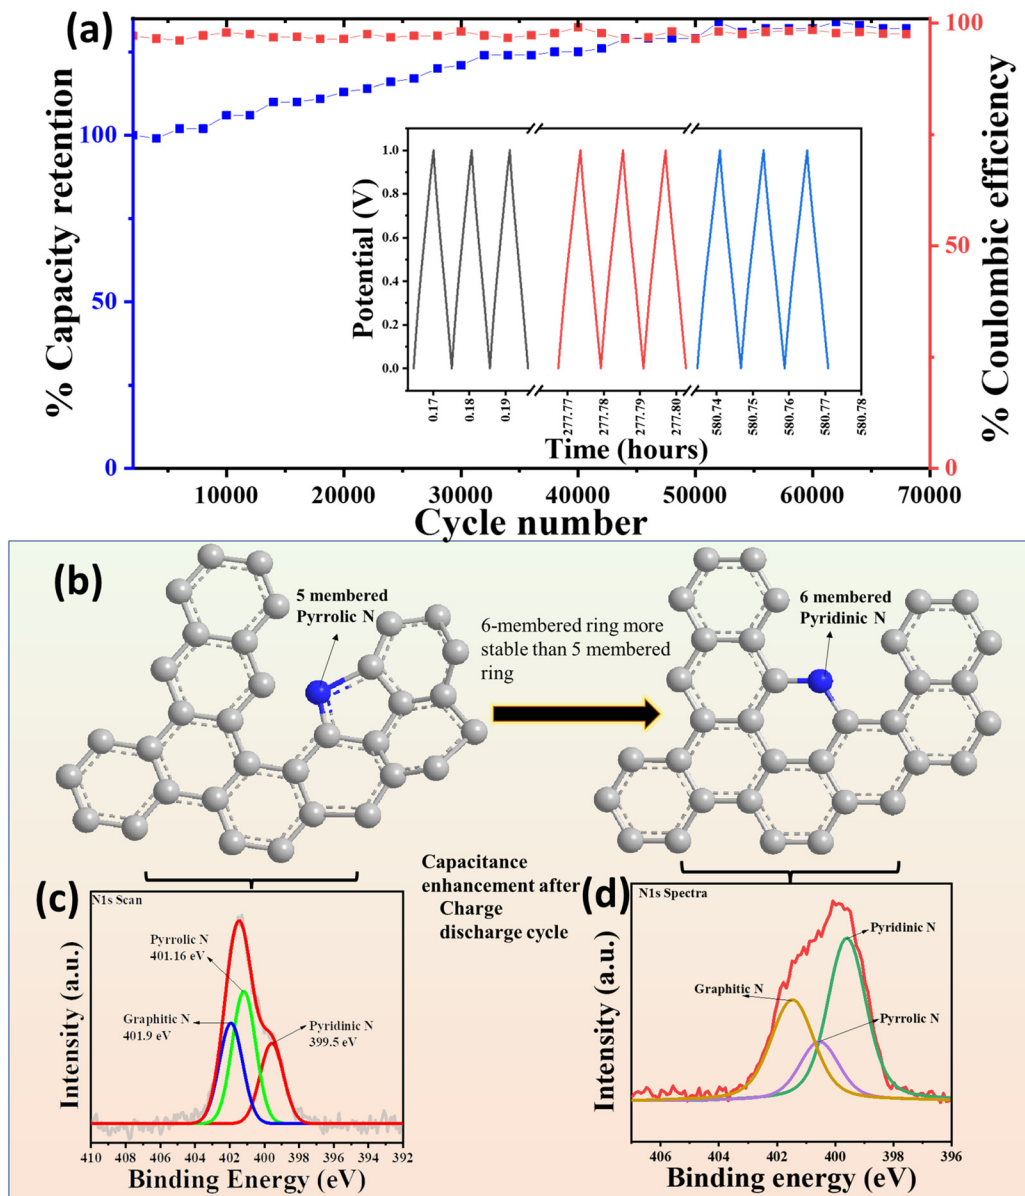 (a)
% Capacity retention
100
50
0
% Coulombic efficiency
100
50
0
Potential (V)
1.0
0.8
0.6
0.4
0.2
0.0
0.17
0.18
0.19
277.77
277.78
277.79
277.80
580.74
580.75
580.76
580.77
580.78
Time (hours)
10000
20000
30000
40000
50000
60000
70000
Cycle number
(b)
5 membered
Pyrrolic N
6-membered ring more
stable than 5 membered
ring
6 membered
Pyridinic N
Capacitance
enhancement after
Charge
discharge cycle
(c)
N1s Scan
Pyrrolic N
401.16 eV
Graphitic N
401.9 eV
Pyridinic N
399.5 eV
Intensity (a.u.)
410
408
406
404
402
400
398
396
394
392
Binding Energy (eV)
(d)
N1s Spectra
Pyridinic N
Graphitic N
Pyrrolic N
Intensity (a.u.)
406
404
402
400
398
396
Binding energy (eV)